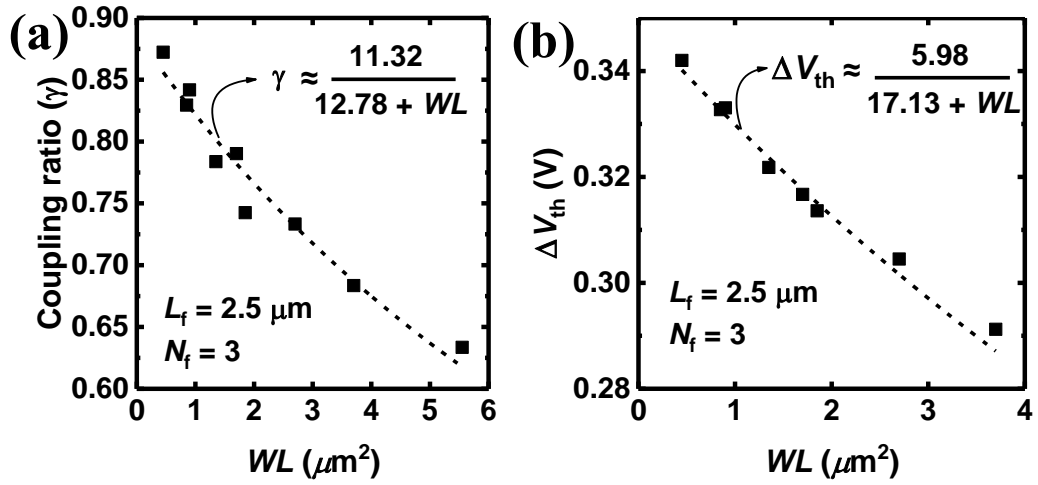 (a)
Coupling ratio (γ)
0.90
0.85
0.80
0.75
0.70
0.65
0.60
γ ≈ 11.32
12.78 + WL
L_f = 2.5 μm
N_f = 3
0 1 2 3 4 5 6
WL (μm²)
(b)
ΔV_th (V)
0.34
0.32
0.30
0.28
ΔV_th ≈ 5.98
17.13 + WL
L_f = 2.5 μm
N_f = 3
0 1 2 3 4
WL (μm²)